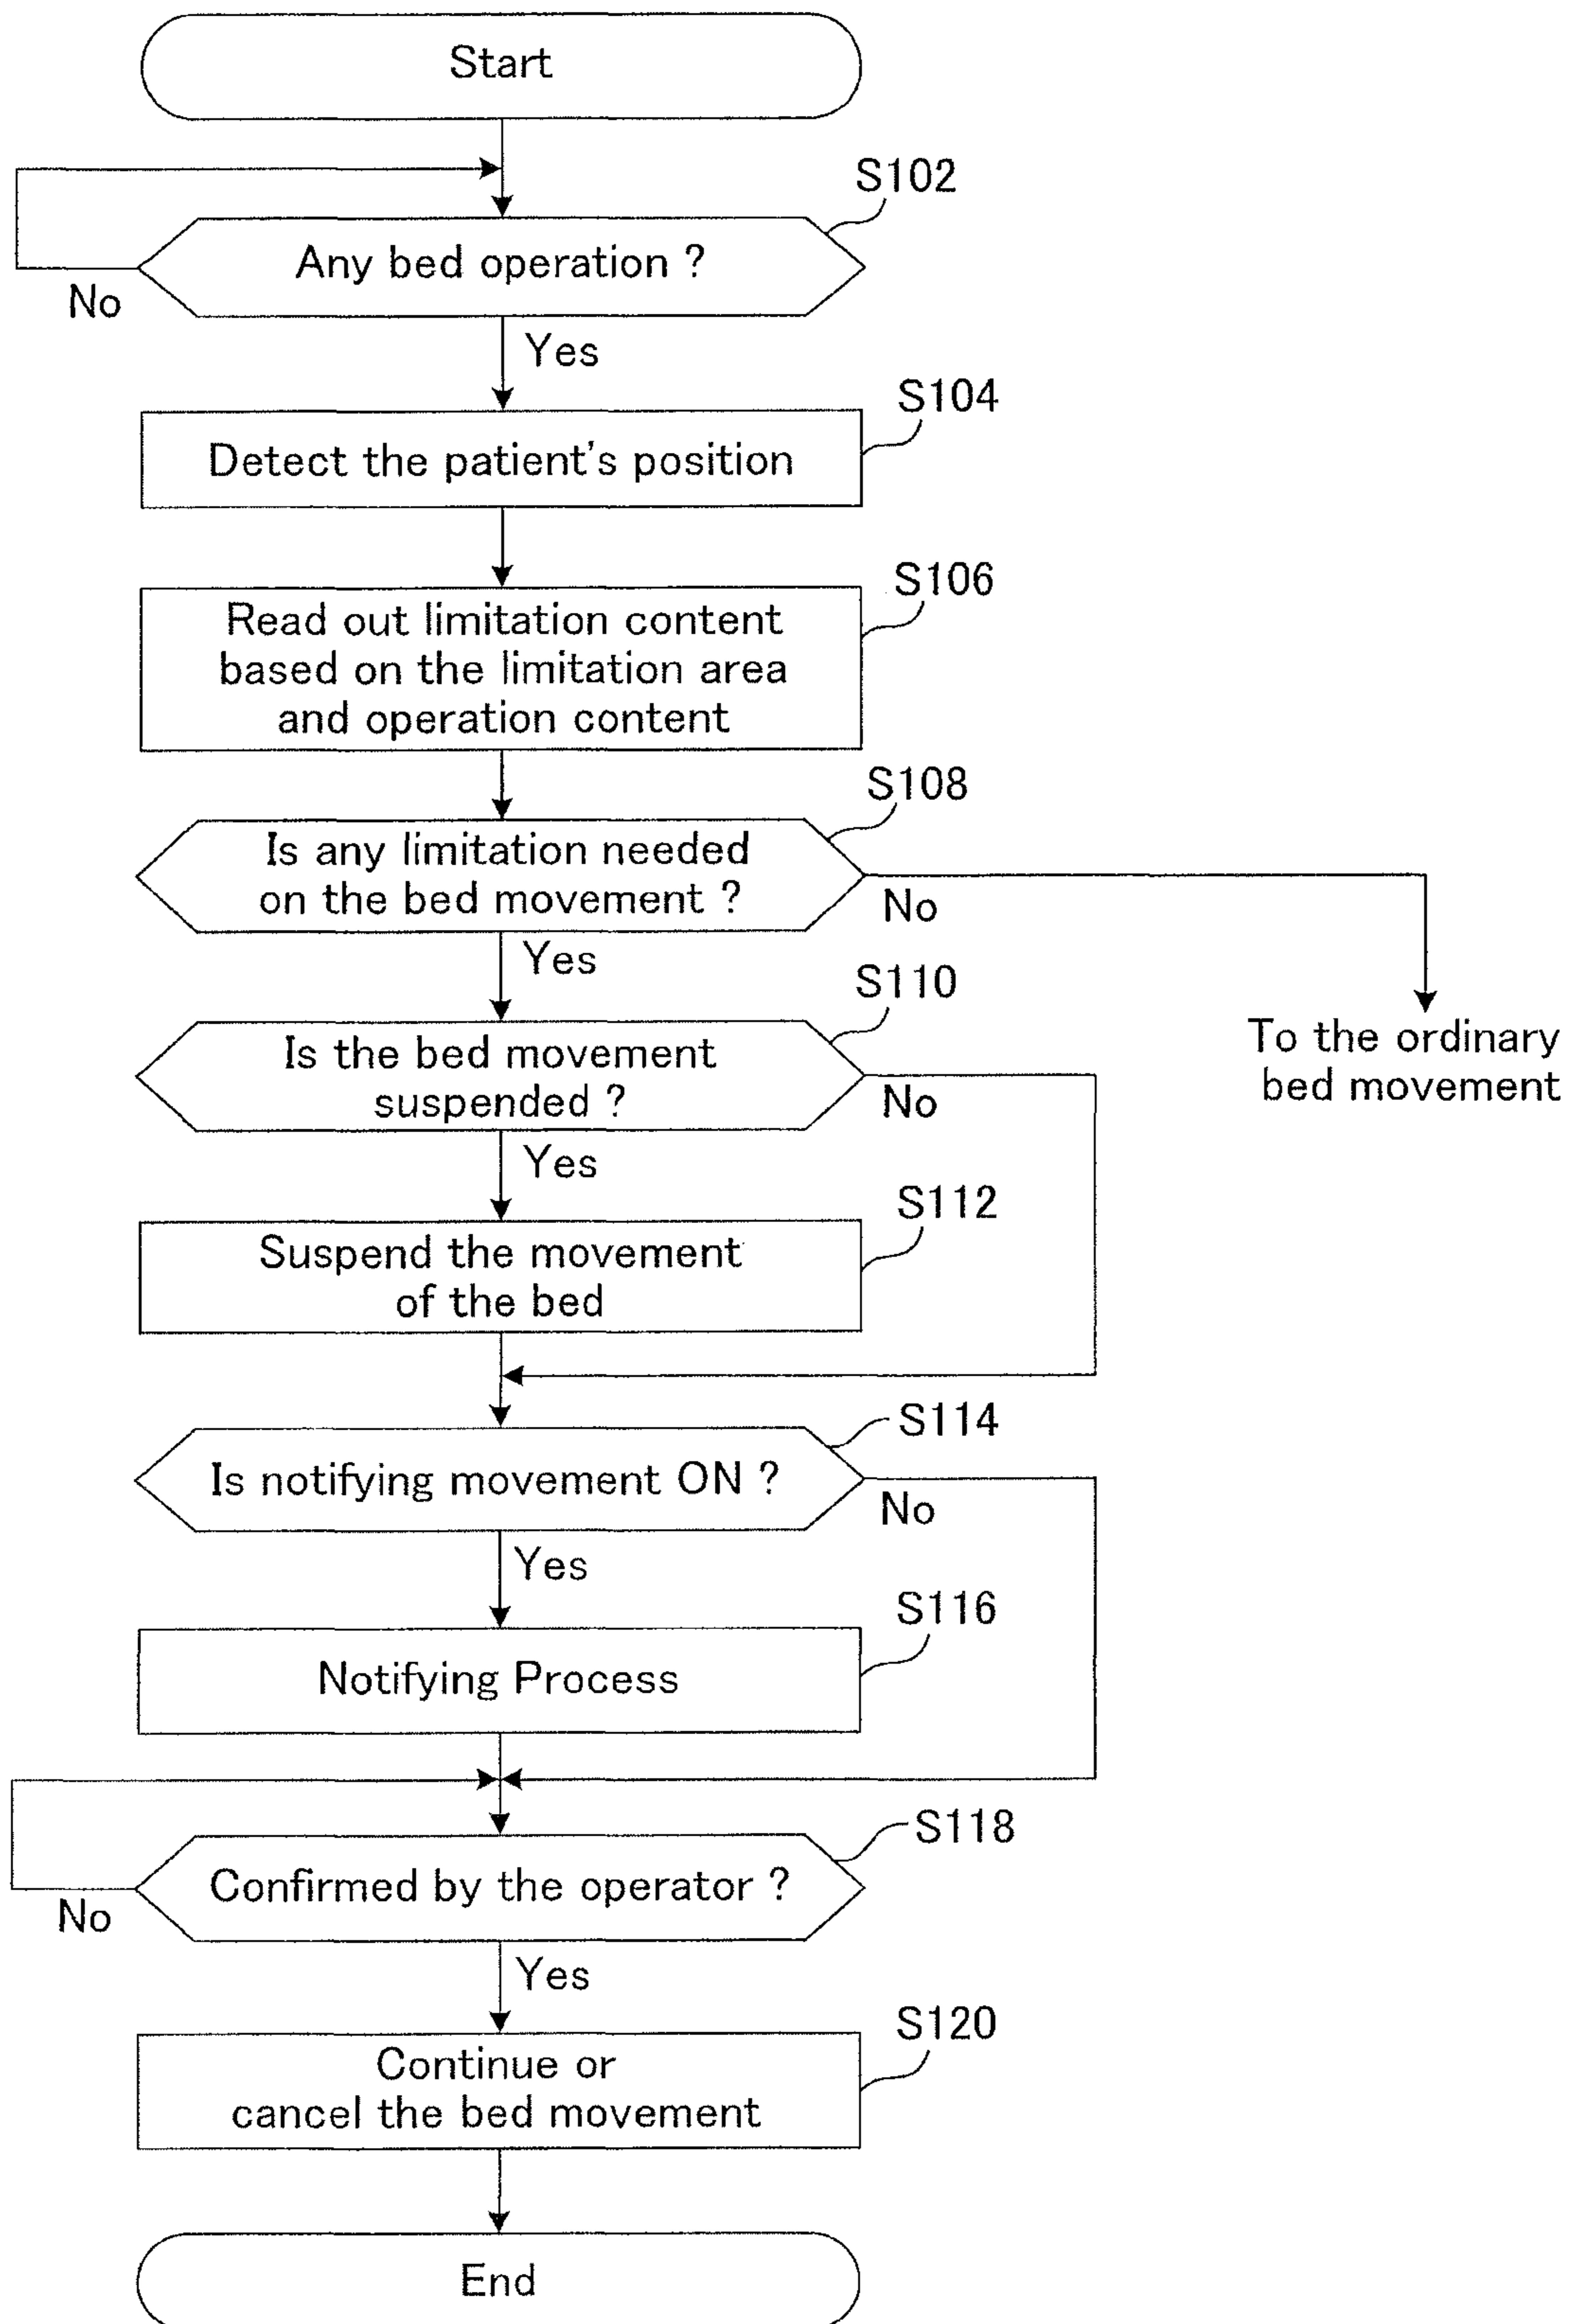 Start
S102
Any bed operation ?
No
Yes
S104
Detect the patient's position
S106
Read out limitation content
based on the limitation area
and operation content
S108
Is any limitation needed
on the bed movement ?
No
Yes
S110
To the ordinary
bed movement
Is the bed movement
suspended ?
No
Yes
S112
Suspend the movement
of the bed
S114
Is notifying movement ON ?
No
Yes
S116
Notifying Process
S118
Confirmed by the operator ?
No
Yes
S120
Continue or
cancel the bed movement
End